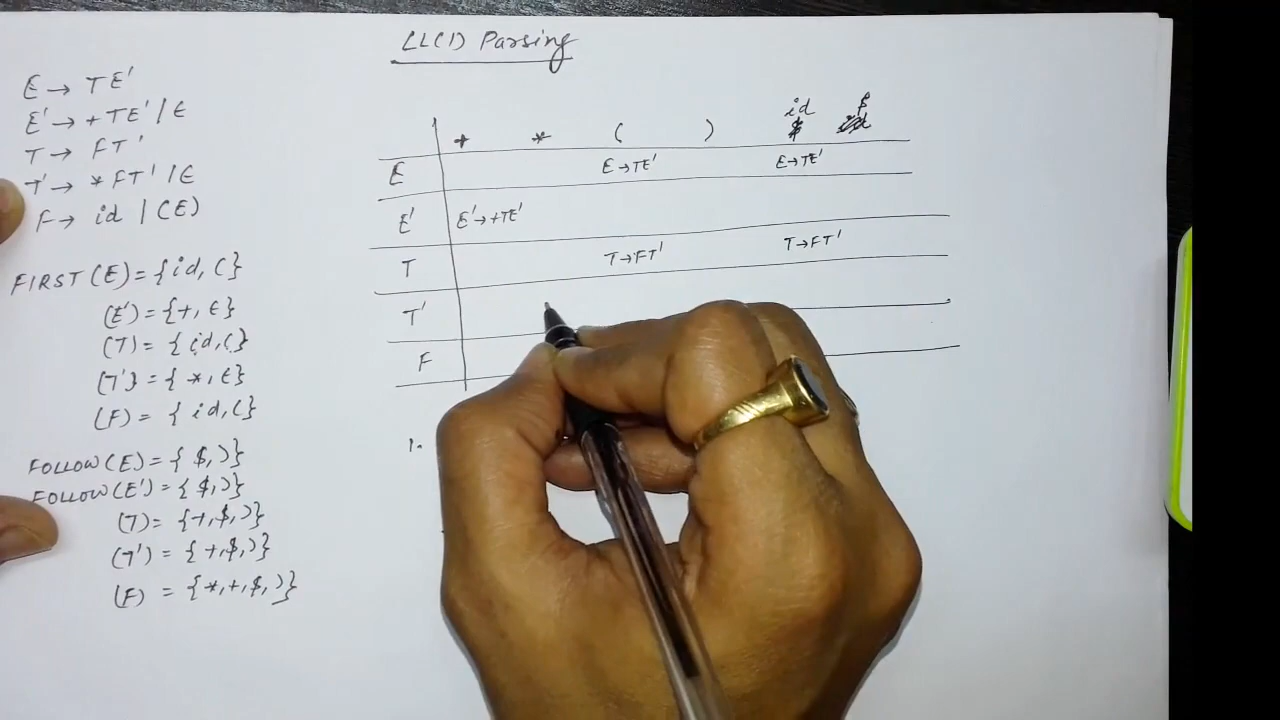 LL(1) Parsing
E → TE'
E' → +TE' / ϵ
T → FT'
T' → *FT' / ϵ
F → id | (E)
FIRST(E) = {id, (}
(E') = {+, ϵ}
(T) = {id, (}
(T') = {*, ϵ}
(F) = {id, (}
FOLLOW(E) = {$, )}
FOLLOW(E') = {$, )}
(T) = {+,$,)}
(T') = {+,$,)}
(F) = {*,+,$,)}
+ * ( ) id $
E E→TE' E→TE'
E' E'→+TE'
T T→FT' T→FT'
T'
F
1.